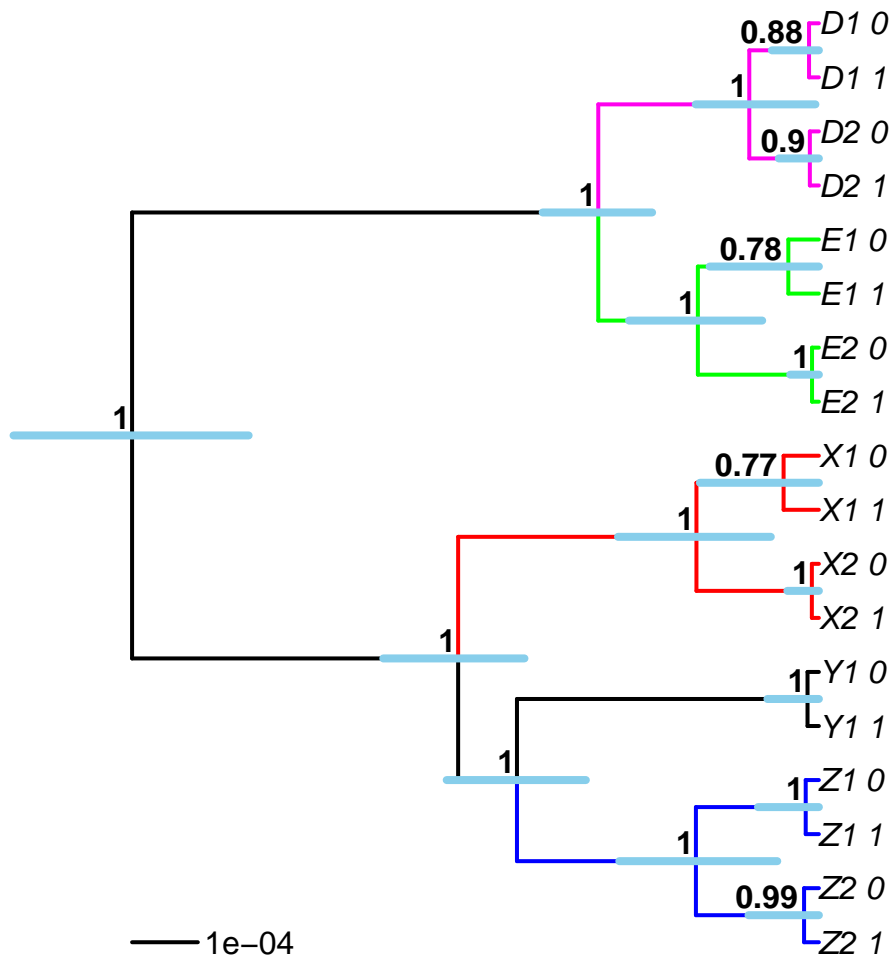 0.88
D1 0
1
D1 1
D2 0
0.9
D2 1
1
E1 0
0.78
E1 1
1
E2 0
1
E2 1
1
X1 0
0.77
X1 1
1
X2 0
1
X2 1
1
Y1 0
1
Y1 1
1
Z1 0
1
Z1 1
1
Z2 0
0.99
Z2 1
1e−04